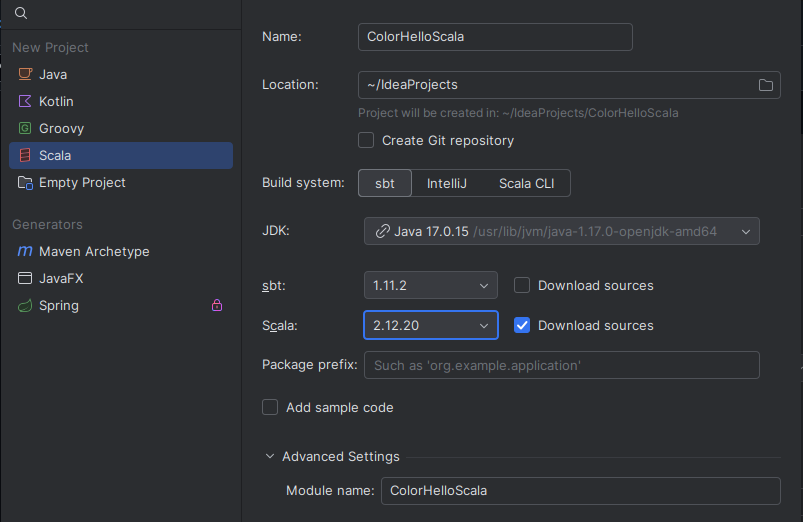 New Project
Java
Kotlin
Groovy
Scala
Empty Project
Generators
Maven Archetype
JavaFX
Spring
Name: ColorHelloScala
Location: ~/IdeaProjects
Project will be created in: ~/IdeaProjects/ColorHelloScala
Create Git repository
Build system: sbt IntelliJ Scala CLI
JDK: Java 17.0.15 /usr/lib/jvm/java-1.17.0-openjdk-amd64
sbt: 1.11.2 Download sources
Scala: 2.12.20 Download sources
Package prefix: Such as 'org.example.application'
Add sample code
Advanced Settings
Module name: ColorHelloScala